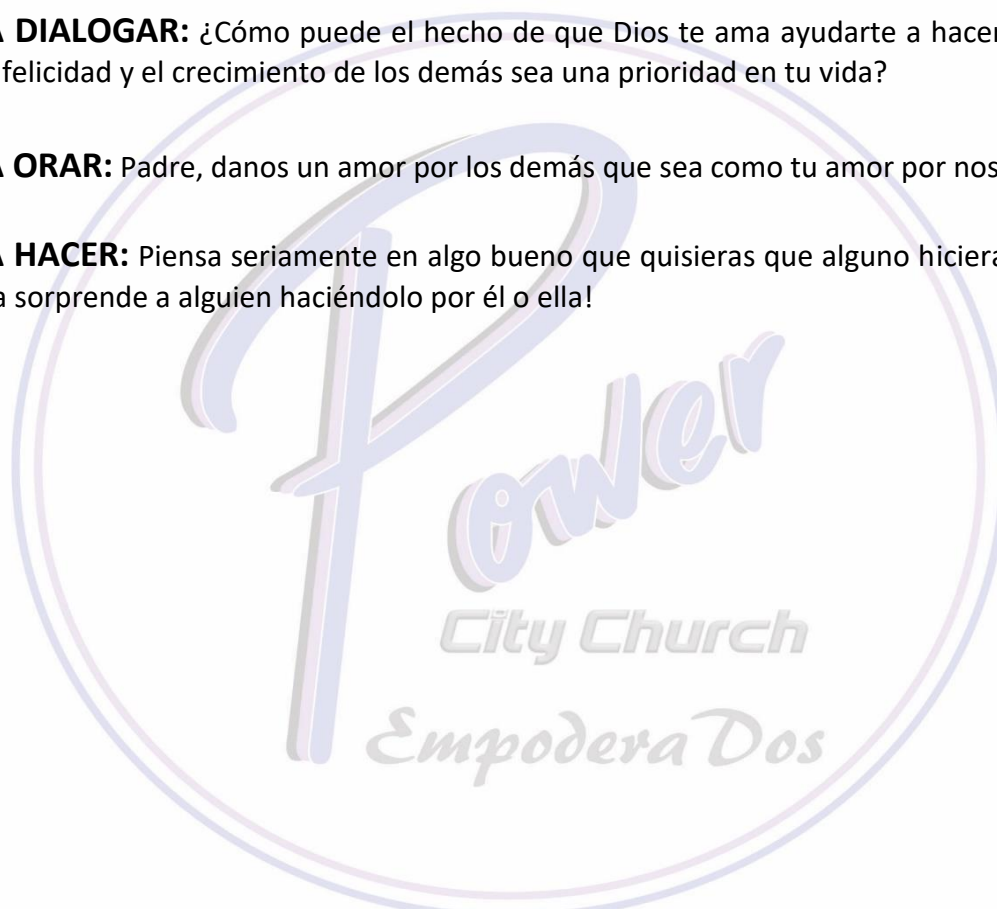 A DIALOGAR: ¿Cómo puede el hecho de que Dios te ama ayudarte a hacer
felicidad y el crecimiento de los demás sea una prioridad en tu vida?
A ORAR: Padre, danos un amor por los demás que sea como tu amor por nos
A HACER: Piensa seriamente en algo bueno que quisieras que alguno hiciera
a sorprende a alguien haciéndolo por él o ella!
Power
City Church
EmpoderaDos